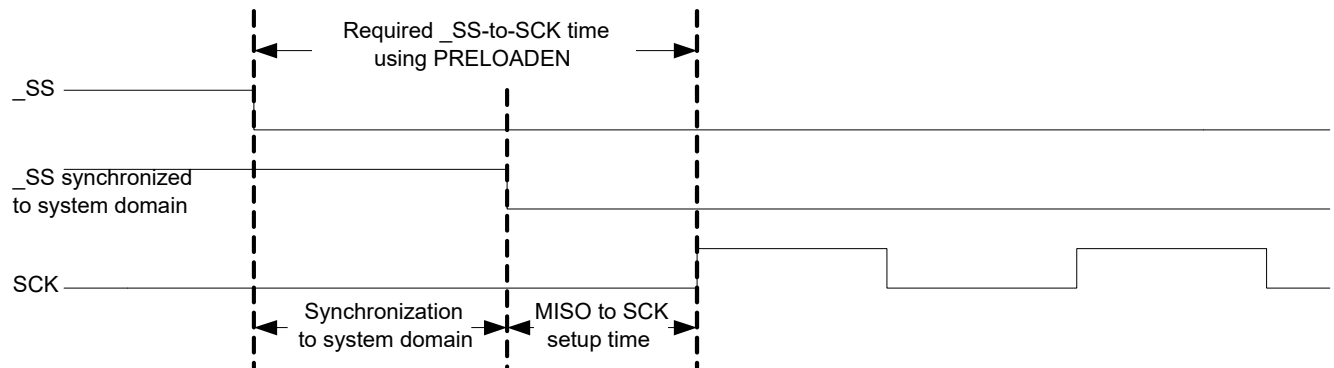 Required _SS-to-SCK time
using PRELOADEN
_SS
_SS synchronized
to system domain
SCK
Synchronization
to system domain
MISO to SCK
setup time